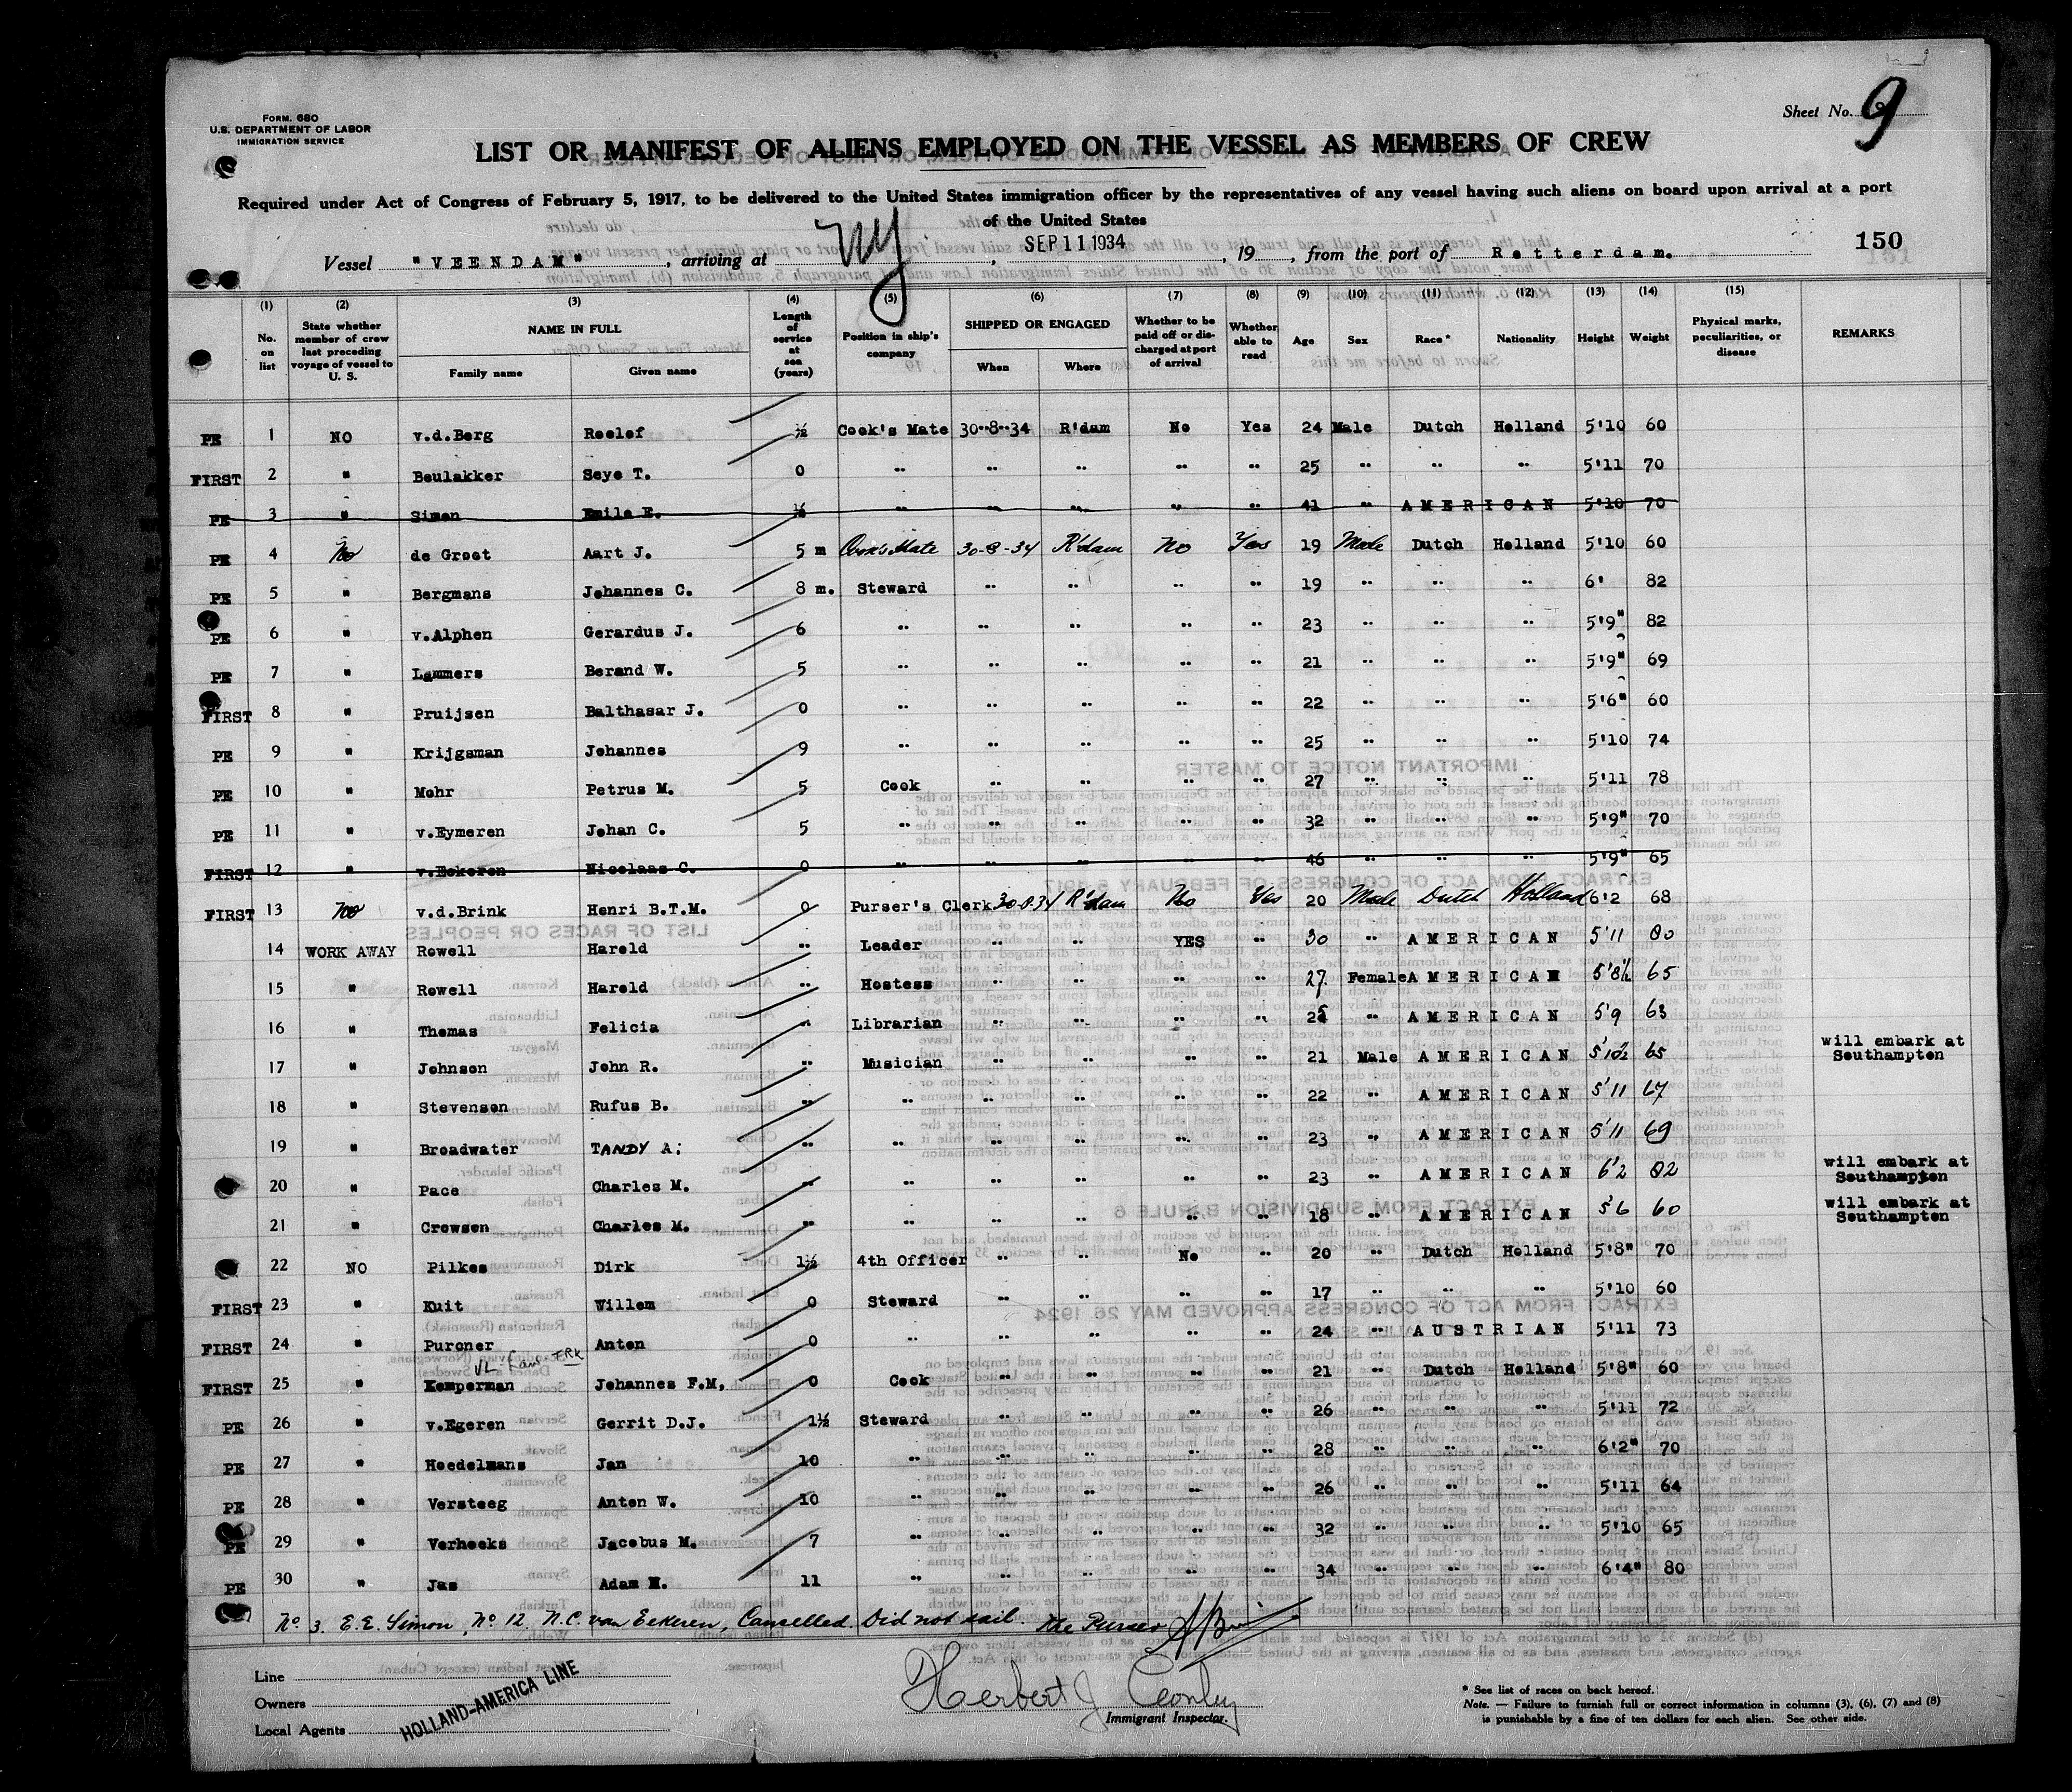 Sheet No. 9
FORM. 680
U.S. DEPARTMENT OF LABOR
IMMIGRATION SERVICE
LIST OR MANIFEST OF ALIENS EMPLOYED ON THE VESSEL AS MEMBERS OF CREW
Required under Act of Congress of February 5, 1917, to be delivered to the United States immigration officer by the representatives of any vessel having such aliens on board upon arrival at a port
of the United States
150
Vessel "VEENDAM", arriving at NY, SEP 11 1934, 19 , from the port of Rotterdam.
(1) (2) (3) (4) (5) (6) (7) (8) (9) (10) (11) (12) (13) (14) (15)
No. on list State whether member of crew last preceding voyage of vessel to U. S. NAME IN FULL Family name Given name Length of service at sea (years) Position in ship's company SHIPPED OR ENGAGED When Where Whether to be paid off or discharged at port of arrival Whether able to read Age Sex Race* Nationality Height Weight Physical marks, peculiarities, or disease REMARKS
PE 1 NO v.d.Berg Roelof ½ Cook's Mate 30-8-34 R'dam No Yes 24 Male Dutch Holland 5'10 60
FIRST 2 " Beulakker Seye T. 0 " " " " " 25 " " " 5'11 70
PE 3 " Simon Emile E. ½ " " " " " 41 " AMERICAN 5'10 70
PE 4 No de Groot Aart J. 5 m Cook's Mate 30-8-34 R'dam No Yes 19 Male Dutch Holland 5'10 60
PE 5 " Bergmans Johannes C. 8 m. Steward " " " " 19 " " " 6' 82
PE 6 " v.Alphen Gerardus J. 6 " " " " " 23 " " " 5'9" 82
PE 7 " Lammers Berand W. 5 " " " " " 21 " " " 5'9" 69
FIRST 8 " Pruijsen Balthasar J. 0 " " " " " 22 " " " 5'6" 60
PE 9 " Krijgsman Johannes 9 " " " " " 25 " " " 5'10 74
PE 10 " Mohr Petrus M. 5 Cook " " " " 27 " " " 5'11 78
PE 11 " v.Eymeren Johan C. 5 " " " " " 32 " " " 5'9" 70
FIRST 12 " v.Eckeren Nicolaas C. 0 " " " " " 46 " " " 5'9" 65
FIRST 13 No v.d.Brink Henri B.T.M. 0 Purser's Clerk 30.8.34 R'dam No Yes 20 Male Dutch Holland 6'2 68
14 WORK AWAY Rowell Harold " Leader " " YES " 30 " AMERICAN 5'11 80
15 " Rowell Harold " Hostess " " " " 27 Female AMERICAN 5'8½ 65
16 " Thomas Felicia " Librarian " " " " 25 " AMERICAN 5'9 63
17 " Johnson John R. " Musician " " " " 21 Male AMERICAN 5'10½ 65 will embark at Southampton
18 " Stevenson Rufus B. " " " " " " 22 " AMERICAN 5'11 67
19 " Broadwater TANDY A. " " " " " " 23 " AMERICAN 5'11 69
20 " Pace Charles M. " " " " " " 23 " AMERICAN 6'2 82 will embark at Southampton
21 " Crowson Charles M. " " " " " " 18 " AMERICAN 5'6 60 will embark at Southampton
22 NO Pilkes Dirk 1½ 4th Officer " " No " 20 " Dutch Holland 5'8" 70
FIRST 23 " Kuit Willem 0 Steward " " " " 17 " " " 5'10 60
FIRST 24 " Purcner Anton 0 " " " " " 24 " AUSTRIAN 5'11 73
FIRST 25 " Kemperman Johannes F.M. 0 Cook " " " " 21 " Dutch Holland 5'8" 60
PE 26 " v.Egeren Gerrit D.J. 1½ Steward " " " " 26 " " " 5'11 72
PE 27 " Hoedelmans Jan 10 " " " " " 28 " " " 6'2" 70
PE 28 " Versteeg Anton W. 10 " " " " " 26 " " " 5'11 64
PE 29 " Verhoeks Jacobus M. 7 " " " " " 32 " " " 5'10 65
PE 30 " Jas Adam M. 11 " " " " " 34 " " " 6'4" 80
No. 3. E.E. Simon, No. 12. N.C. van Eckeren, Cancelled. Did not sail. The Purser
Line
Owners
Local Agents
HOLLAND-AMERICA LINE
Herbert J. Conley
Immigrant Inspector.
* See list of races on back hereof.
Note. — Failure to furnish full or correct information in columns (3), (6), (7) and (8)
is punishable by a fine of ten dollars for each alien. See other side.